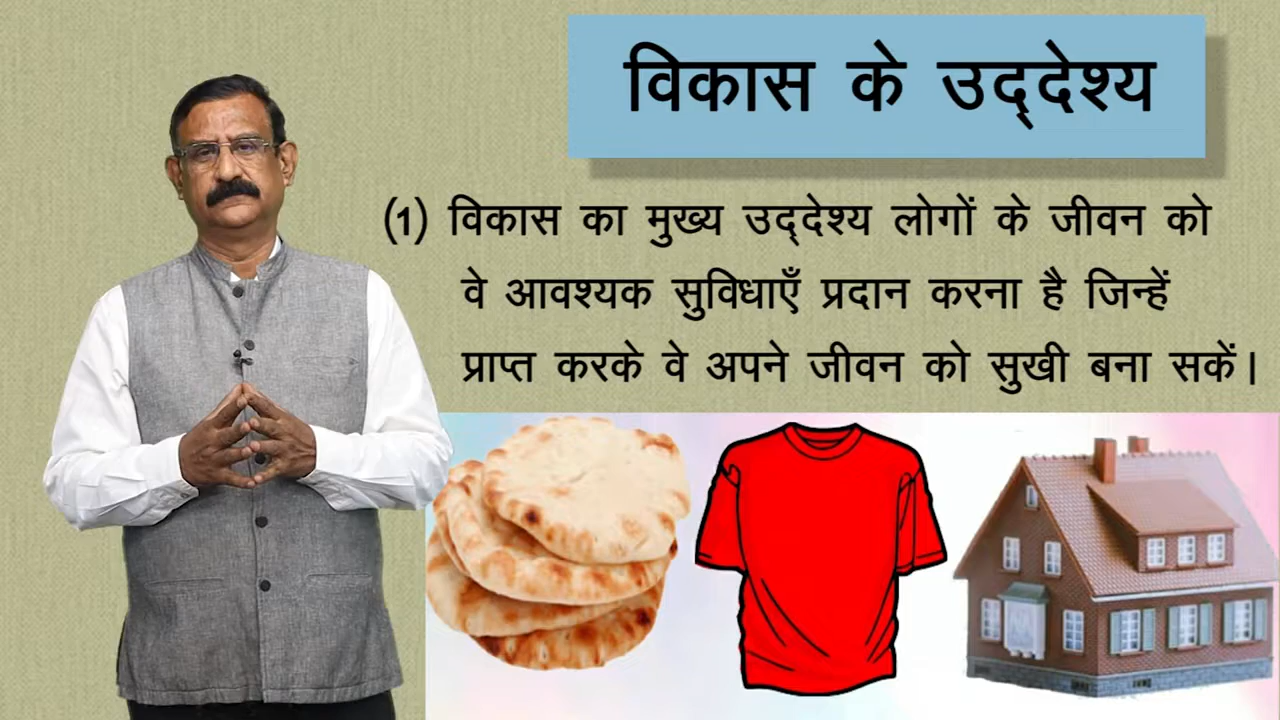 विकास के उद्‌देश्य
(1) विकास का मुख्य उद्‌देश्य लोगों के जीवन को
वे आवश्यक सुविधाएँ प्रदान करना है जिन्हें
प्राप्त करके वे अपने जीवन को सुखी बना सकें।